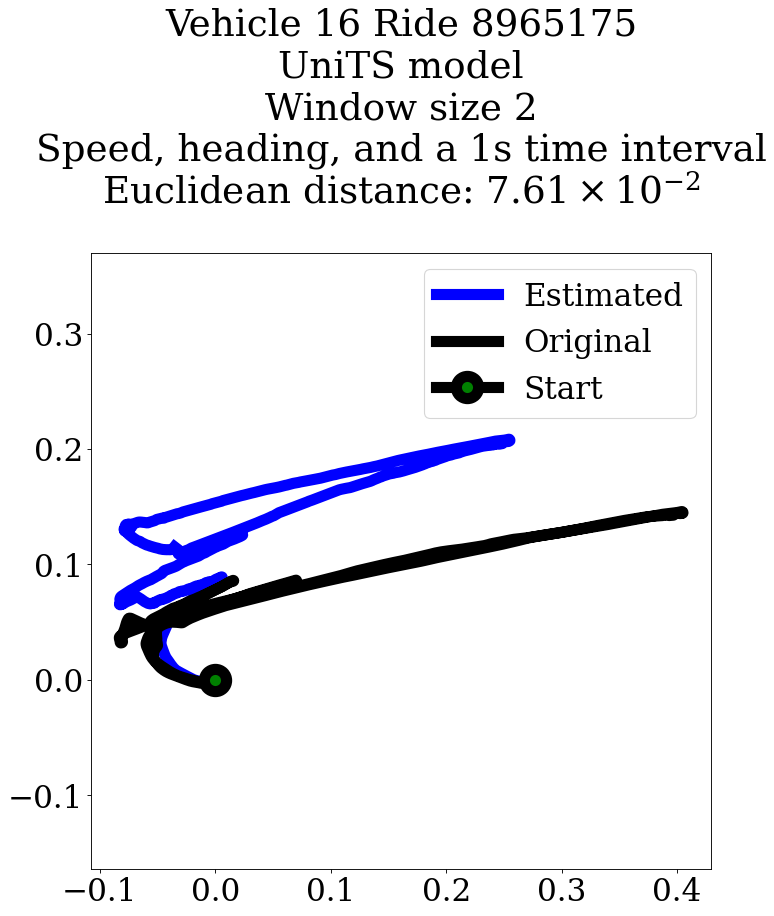 Vehicle 16 Ride 8965175
UniTS model
Window size 2
Speed, heading, and a 1s time interval
Euclidean distance: 7.61 × 10⁻²
Estimated
Original
Start
0.3
0.2
0.1
0.0
−0.1
−0.1 0.0 0.1 0.2 0.3 0.4